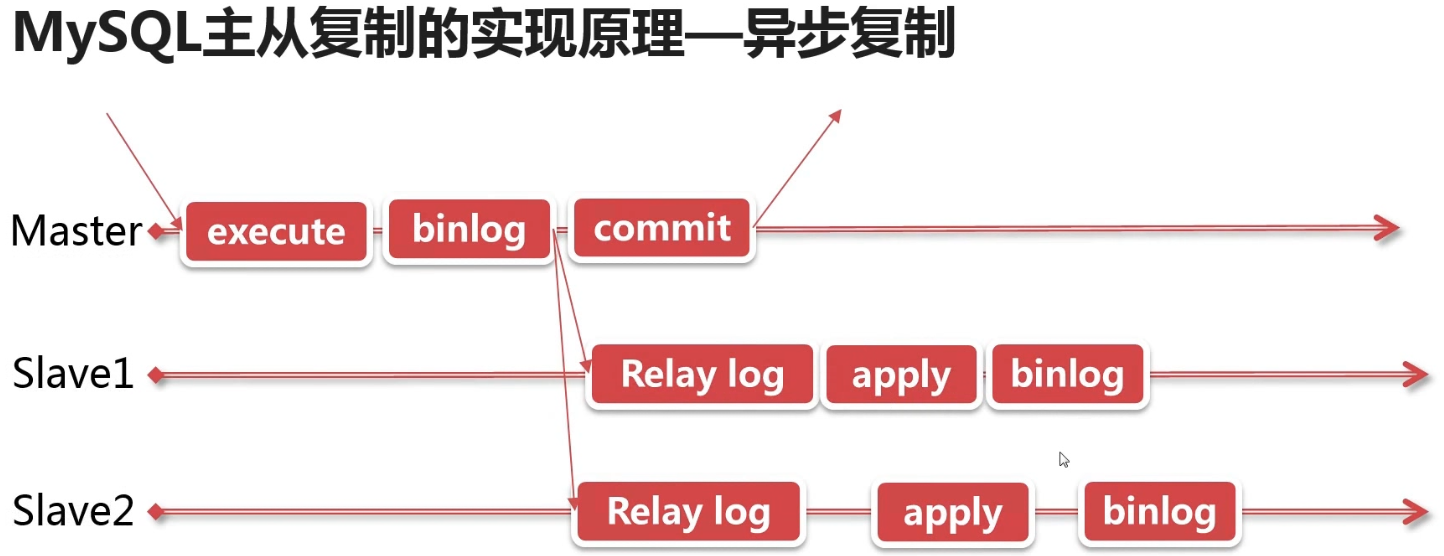 MySQL主从复制的实现原理—异步复制
Master execute binlog commit
Slave1 Relay log apply binlog
Slave2 Relay log apply binlog